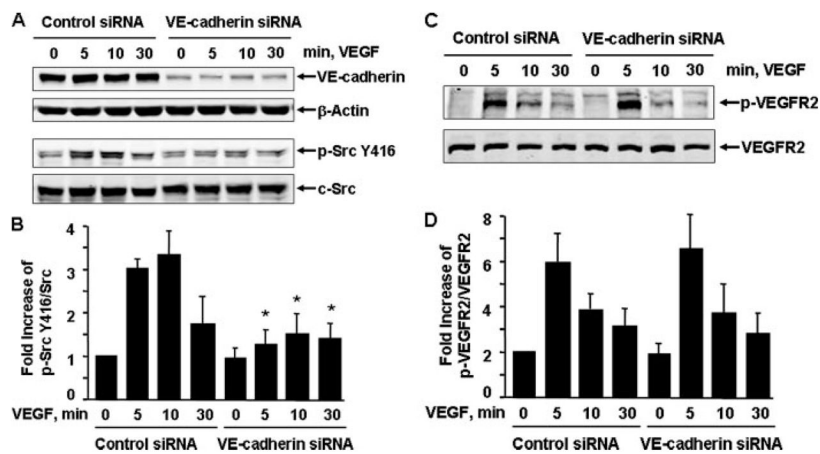 A
Control siRNA VE-cadherin siRNA
0 5 10 30 0 5 10 30 min, VEGF
VE-cadherin
β-Actin
p-Src Y416
c-Src
B
Fold Increase of
p-Src Y416/Src
4
3
2
1
0
* * *
VEGF, min 0 5 10 30 0 5 10 30
Control siRNA VE-cadherin siRNA
C
Control siRNA VE-cadherin siRNA
0 5 10 30 0 5 10 30 min, VEGF
p-VEGFR2
VEGFR2
D
Fold Increase of
p-VEGFR2/VEGFR2
8
6
4
2
0
VEGF, min 0 5 10 30 0 5 10 30
Control siRNA VE-cadherin siRNA